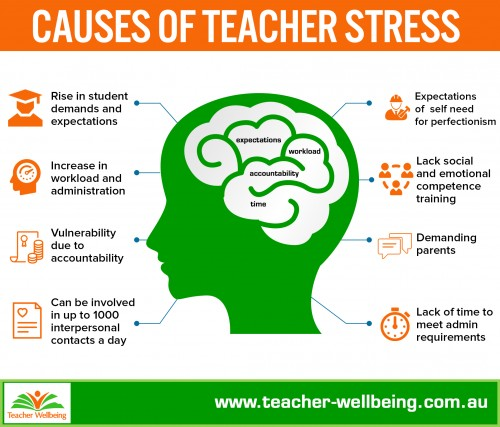 CAUSES OF TEACHER STRESS
Rise in student
demands and
expectations
Increase in
workload and
administration
Vulnerability
due to
accountability
Can be involved
in up to 1000
interpersonal
contacts a day
expectations
workload
accountability
time
Expectations
of self need
for perfectionism
Lack social
and emotional
competence
training
Demanding
parents
Lack of time to
meet admin
requirements
Teacher Wellbeing
www.teacher-wellbeing.com.au